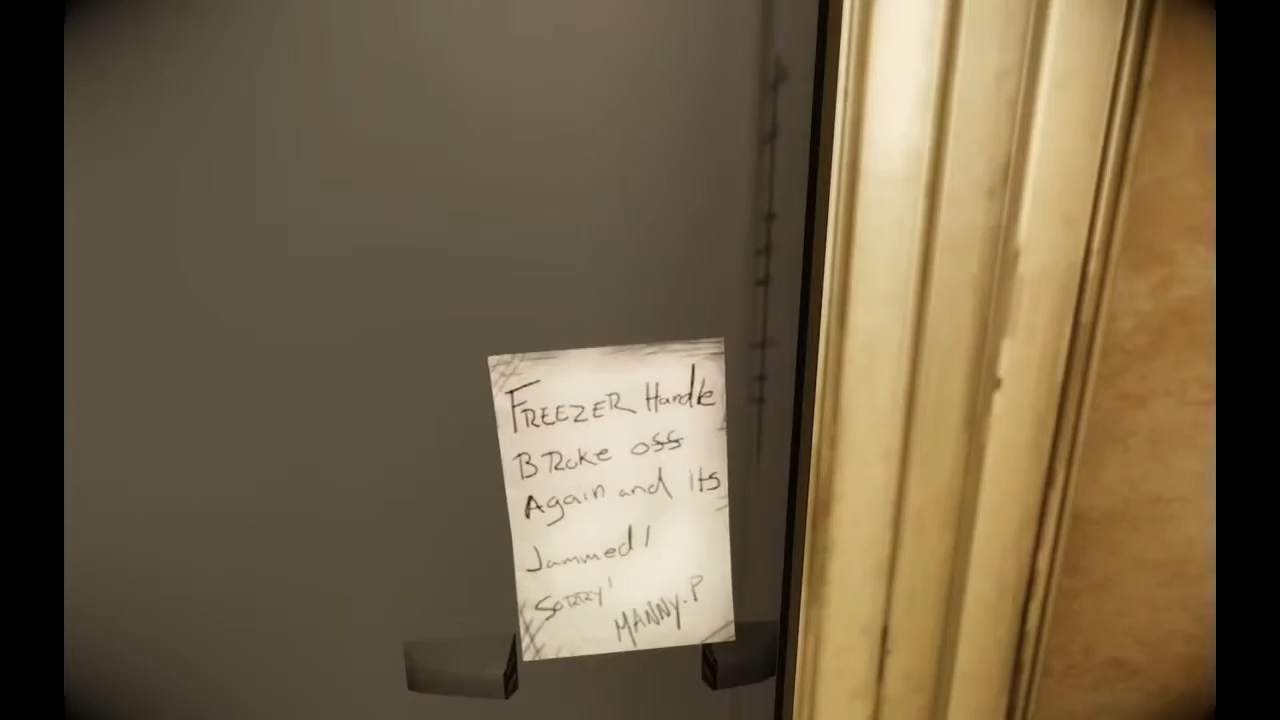 FREEZER Handle
BRoke off
Again and its
Jammed!
SORRY!
MANNY.P